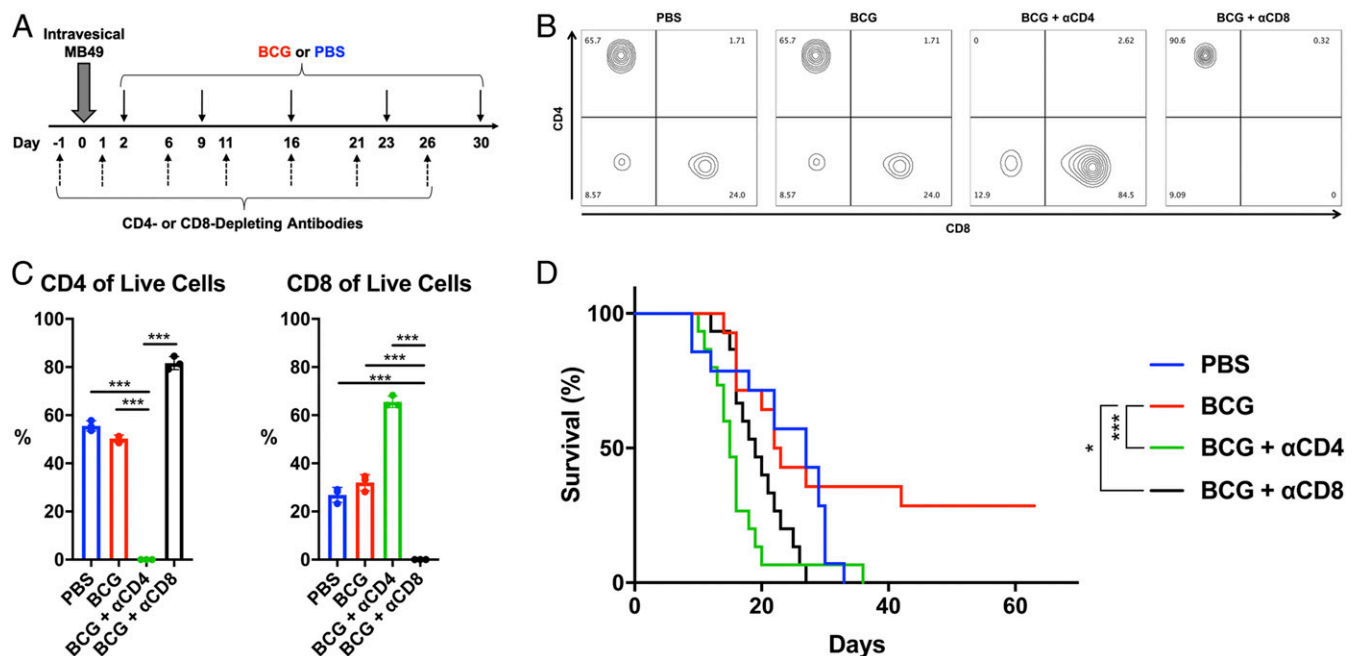 A
Intravesical
MB49
BCG or PBS
Day -1 0 1 2 6 9 11 16 21 23 26 30
CD4- or CD8-Depleting Antibodies
B
PBS BCG BCG + αCD4 BCG + αCD8
65.7 1.71 65.7 1.71 0 2.62 90.6 0.32
CD4
8.57 24.0 8.57 24.0 12.9 84.5 9.09 0
CD8
C
CD4 of Live Cells
100
80
60
40
20
0
%
***
***
***
PBS
BCG
BCG + αCD4
BCG + αCD8
CD8 of Live Cells
100
80
60
40
20
0
%
***
***
***
PBS
BCG
BCG + αCD4
BCG + αCD8
D
Survival (%)
100
50
0
0 20 40 60
Days
PBS
BCG
BCG + αCD4
BCG + αCD8
***
*